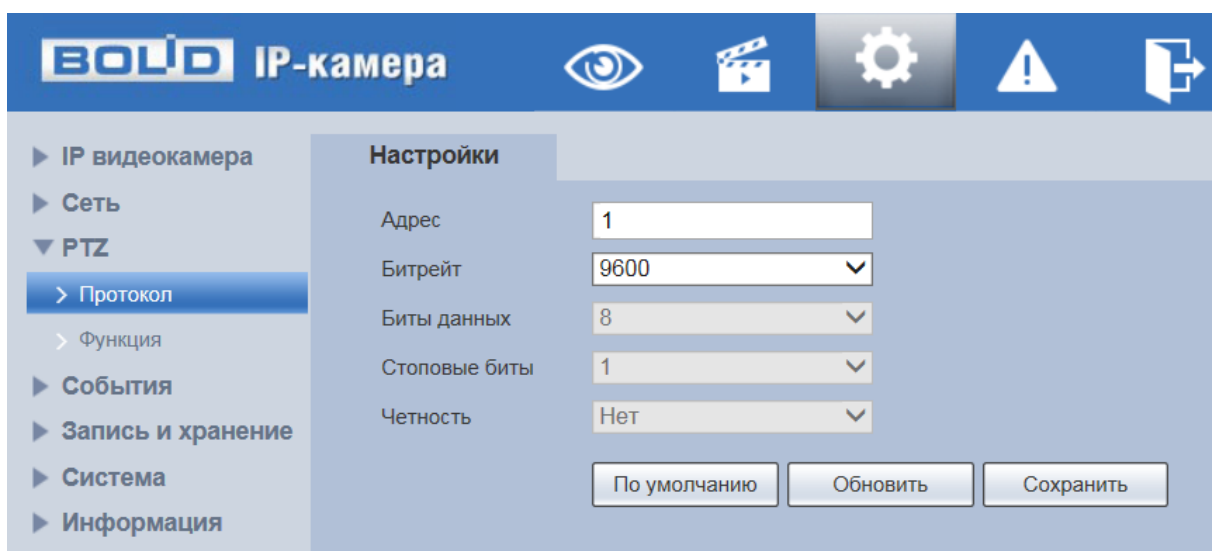 BOLID IP-камера
IP видеокамера
Сеть
PTZ
Протокол
Функция
События
Запись и хранение
Система
Информация
Настройки
Адрес 1
Битрейт 9600
Биты данных 8
Стоповые биты 1
Четность Нет
По умолчанию Обновить Сохранить